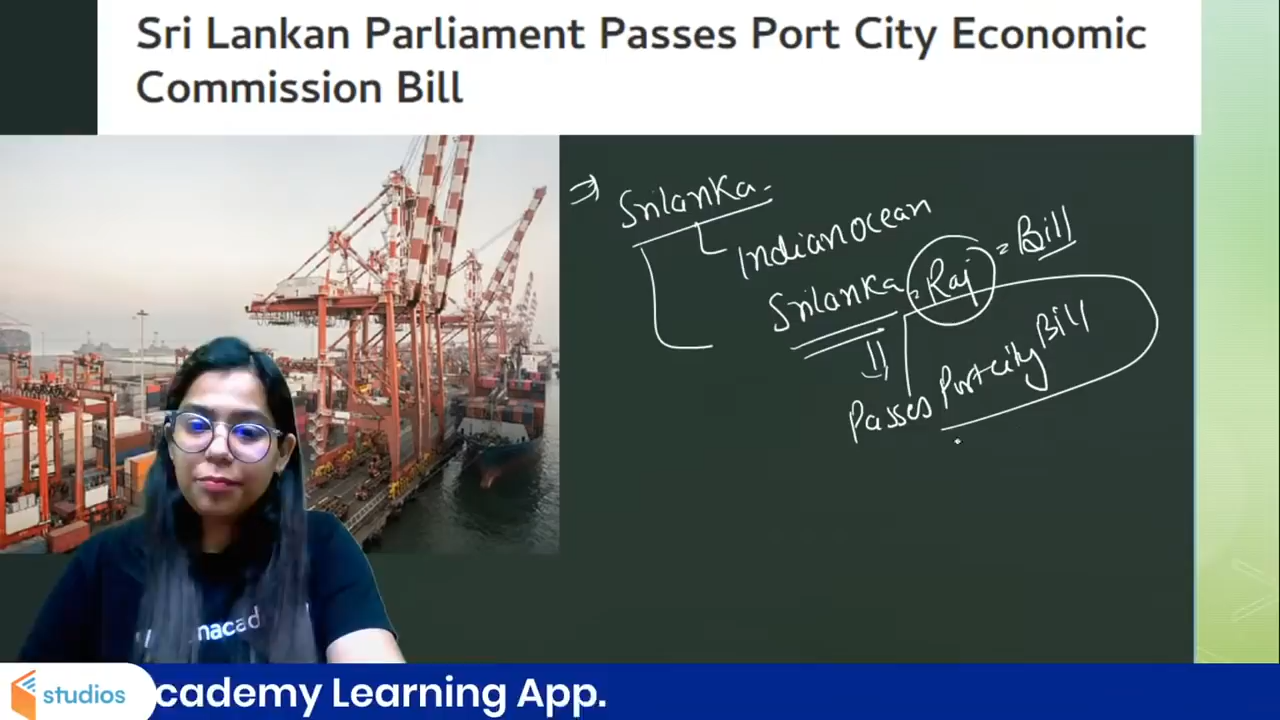 Sri Lankan Parliament Passes Port City Economic
Commission Bill
⇒ Srilanka
Indianocean
Srilanka Raj = Bill
Passes Portcity Bill
nacad
studios
cademy Learning App.